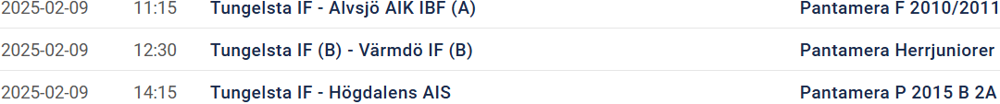 2025-02-09 11:15 Tungelsta IF - Älvsjö AIK IBF (A) Pantamera F 2010/2011
2025-02-09 12:30 Tungelsta IF (B) - Värmdö IF (B) Pantamera Herrjuniorer
2025-02-09 14:15 Tungelsta IF - Högdalens AIS Pantamera P 2015 B 2A